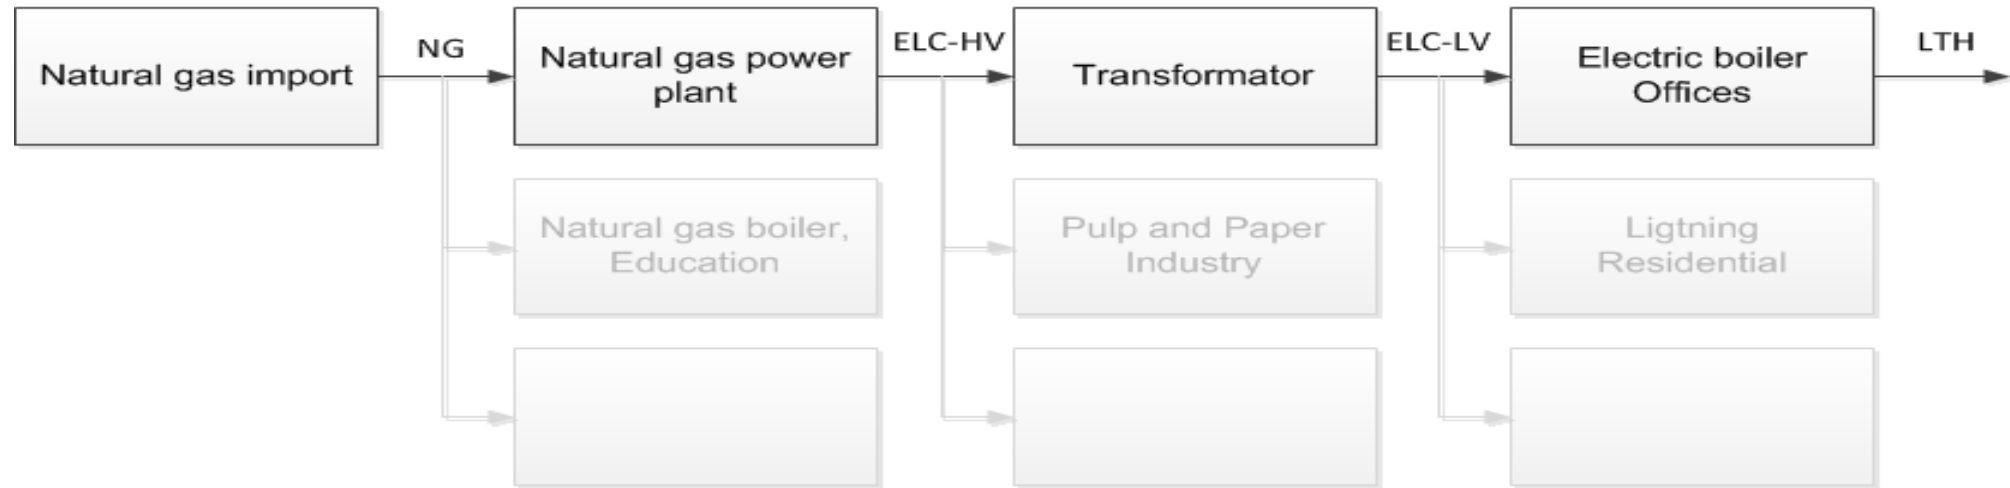 Natural gas import
NG
Natural gas power
plant
ELC-HV
Transformator
ELC-LV
Electric boiler
Offices
LTH
Natural gas boiler,
Education
Pulp and Paper
Industry
Ligtning
Residential